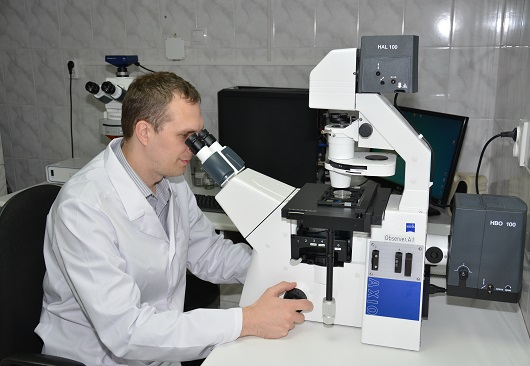 HAL 100
ZEISS
Observer.A1
AXIO
HBO 100